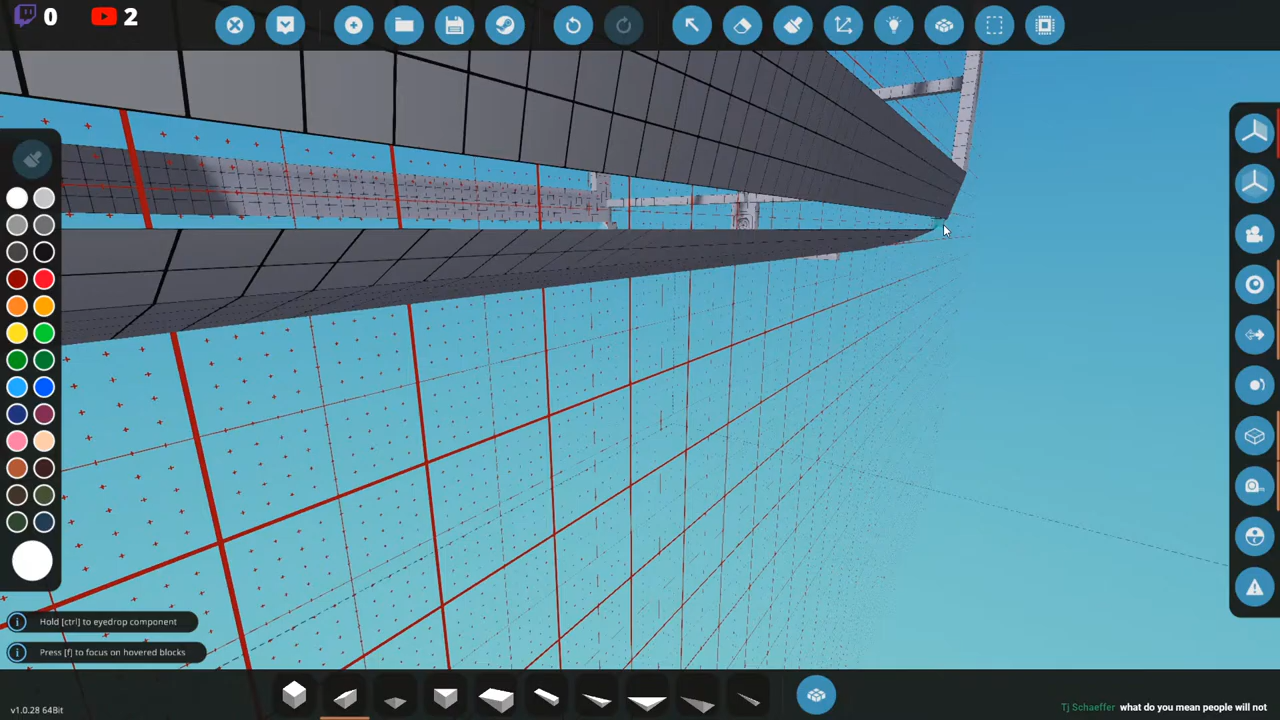 0 2
Hold [ctrl] to eyedrop component
Press [f] to focus on hovered blocks
v1.0.28 64Bit
Tj Schaeffer what do you mean people will not